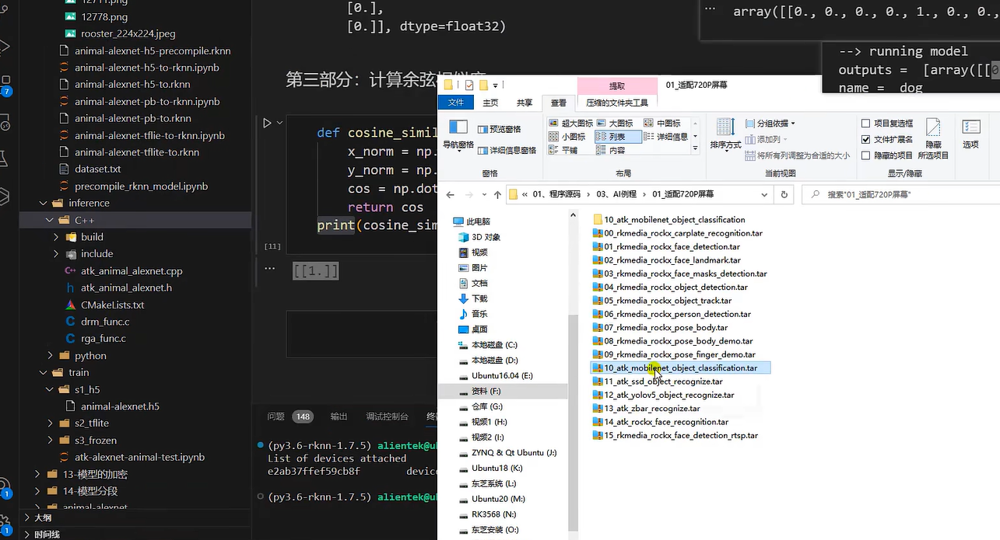 12711.png
12778.png
rooster_224x224.jpeg
animal-alexnet-h5-precompile.rknn
animal-alexnet-h5-to-rknn.ipynb
animal-alexnet-h5-to.rknn
animal-alexnet-pb-to-rknn.ipynb
animal-alexnet-pb-to.rknn
animal-alexnet-tflie-to-rknn.ipynb
animal-alexnet-tflite-to.rknn
dataset.txt
precompile_rknn_model.ipynb
inference
C++
build
include
atk_animal_alexnet.cpp
atk_animal_alexnet.h
CMakeLists.txt
drm_func.c
rga_func.c
python
train
s1_h5
animal-alexnet.h5
s2_tflite
s3_frozen
atk-alexnet-animal-test.ipynb
13-模型的加密
14-模型分段
animal-alexnet
大纲
时间线
7
1
1
[0.],
[0.]], dtype=float32)
第三部分：计算余弦相似度
def cosine_simil
x_norm = np.
y_norm = np.
cos = np.dot
return cos
print(cosine_sim
[11]
[[1.]]
问题 148 输出 调试控制台 终
(py3.6-rknn-1.7.5) alientek@ub
List of devices attached
e2ab37ffef59cb8f device
(py3.6-rknn-1.7.5) alientek@ub
array([[0., 0., 0., 0., 1., 0., 0.,
--> running model
outputs = [array([[0
name = dog
提取 01_适配720P屏幕
文件 主页 共享 查看 压缩的文件夹工具
导航窗格
预览窗格
详细信息窗格
窗格
超大图标 大图标 中图标
小图标 列表 详细信息
平铺 内容
布局
排序方式
分组依据
添加列
将所有列调整为合适的大小
当前视图
项目复选框
文件扩展名
隐藏的项目
隐藏
所选项目
显示/隐藏
选项
« 01、程序源码 › 03、AI例程 › 01_适配720P屏幕
搜索"01_适配720P屏幕"
此电脑
3D 对象
视频
图片
文档
下载
音乐
桌面
本地磁盘 (C:)
本地磁盘 (D:)
Ubuntu16.04 (E:)
资料 (F:)
仓库 (G:)
视频1 (H:)
视频2 (I:)
ZYNQ & Qt Ubuntu (J:)
Ubuntu18 (K:)
东芝系统 (L:)
Ubuntu20 (M:)
RK3568 (N:)
东芝安装 (O:)
10_atk_mobilenet_object_classification
00_rkmedia_rockx_carplate_recognition.tar
01_rkmedia_rockx_face_detection.tar
02_rkmedia_rockx_face_landmark.tar
03_rkmedia_rockx_face_masks_detection.tar
04_rkmedia_rockx_object_detection.tar
05_rkmedia_rockx_object_track.tar
06_rkmedia_rockx_person_detection.tar
07_rkmedia_rockx_pose_body.tar
08_rkmedia_rockx_pose_body_demo.tar
09_rkmedia_rockx_pose_finger_demo.tar
10_atk_mobilenet_object_classification.tar
11_atk_ssd_object_recognize.tar
12_atk_yolov5_object_recognize.tar
13_atk_zbar_recognize.tar
14_atk_rockx_face_recognition.tar
15_rkmedia_rockx_face_detection_rtsp.tar